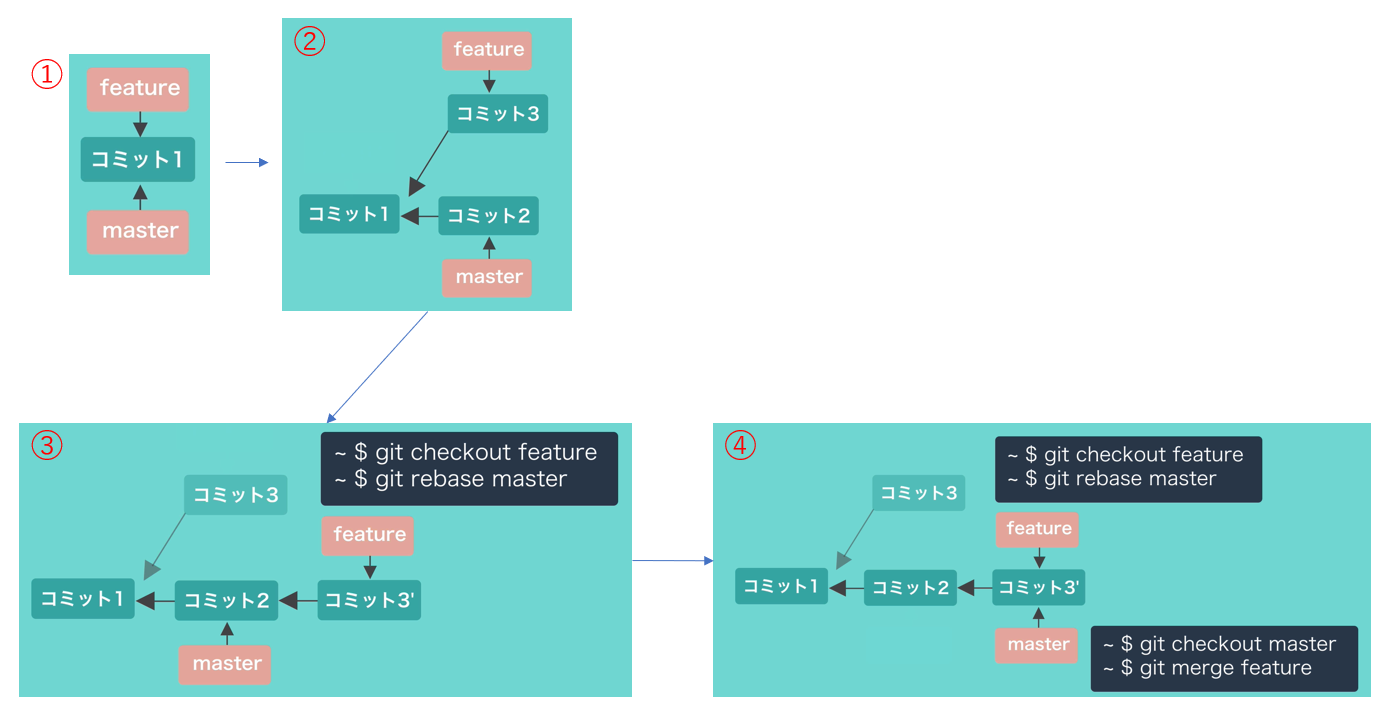 ①
feature
コミット1
master
②
feature
コミット3
コミット1
コミット2
master
③
~ $ git checkout feature
~ $ git rebase master
コミット3
feature
コミット1
コミット2
コミット3'
master
④
~ $ git checkout feature
~ $ git rebase master
コミット3
feature
コミット1
コミット2
コミット3'
master
~ $ git checkout master
~ $ git merge feature